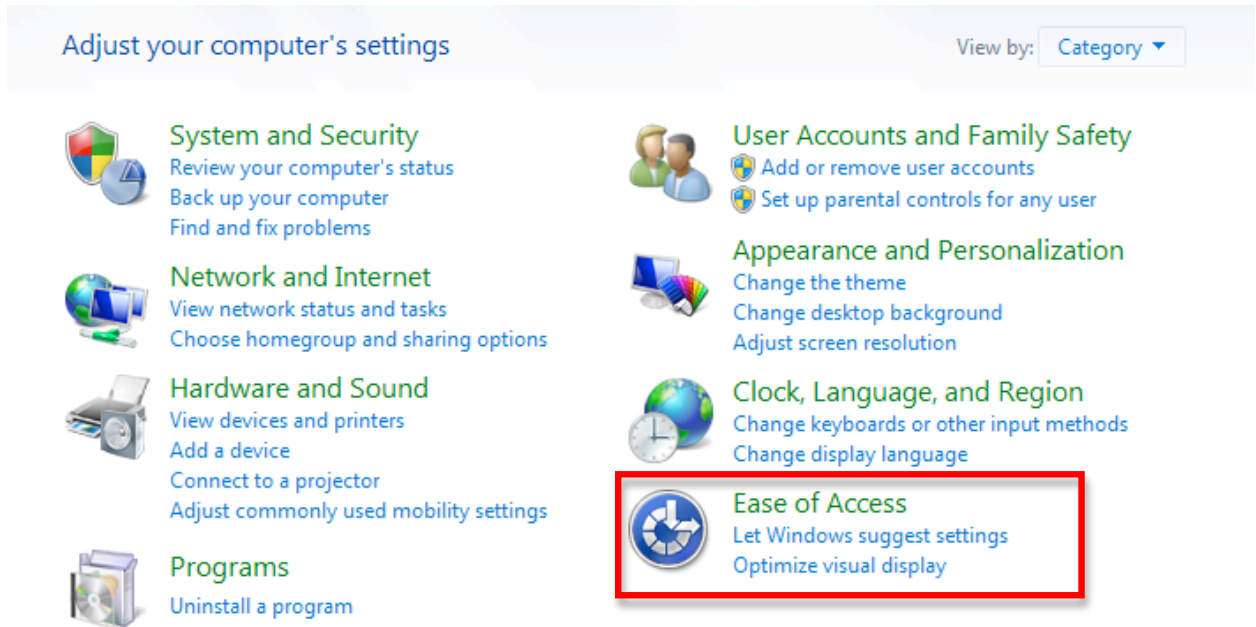 Adjust your computer's settings
View by: Category
System and Security
Review your computer's status
Back up your computer
Find and fix problems
Network and Internet
View network status and tasks
Choose homegroup and sharing options
Hardware and Sound
View devices and printers
Add a device
Connect to a projector
Adjust commonly used mobility settings
Programs
Uninstall a program
User Accounts and Family Safety
Add or remove user accounts
Set up parental controls for any user
Appearance and Personalization
Change the theme
Change desktop background
Adjust screen resolution
Clock, Language, and Region
Change keyboards or other input methods
Change display language
Ease of Access
Let Windows suggest settings
Optimize visual display